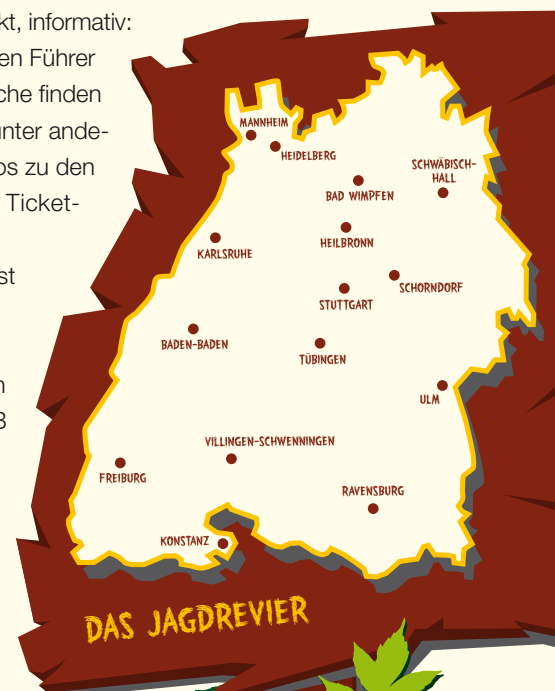 kt, informativ:
en Führer
che finden
unter ande-
os zu den
Ticket-
st
n
3
MANNHEIM
HEIDELBERG
SCHWÄBISCH-
HALL
BAD WIMPFEN
HEILBRONN
KARLSRUHE
SCHORNDORF
STUTTGART
BADEN-BADEN
TÜBINGEN
ULM
VILLINGEN-SCHWENNINGEN
FREIBURG
RAVENSBURG
KONSTANZ
DAS JAGDREVIER